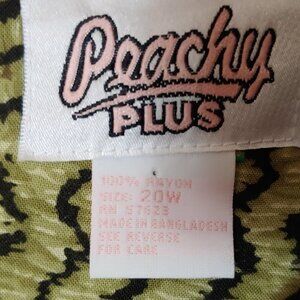 Peachy
PLUS
100% RAYON
SIZE: 20W
RN 57623
MADE IN BANGLADESH
SEE REVERSE
FOR CARE